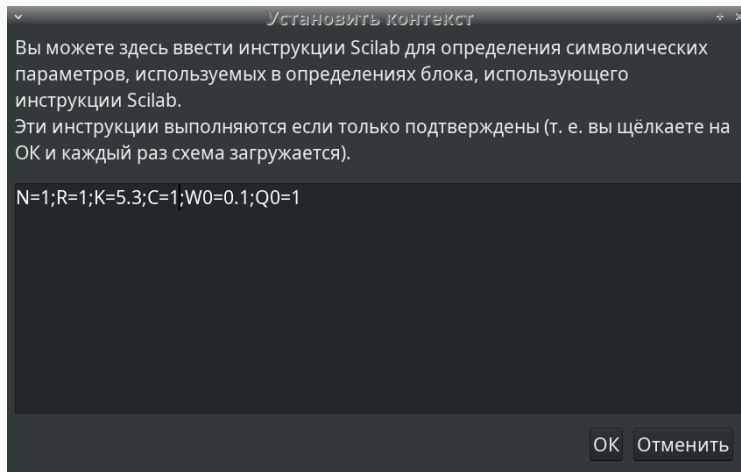 Установить контекст
Вы можете здесь ввести инструкции Scilab для определения символических
параметров, используемых в определениях блока, использующего
инструкции Scilab.
Эти инструкции выполняются если только подтверждены (т. е. вы щёлкаете на
ОК и каждый раз схема загружается).
N=1;R=1;K=5.3;C=1;W0=0.1;Q0=1
ОК Отменить